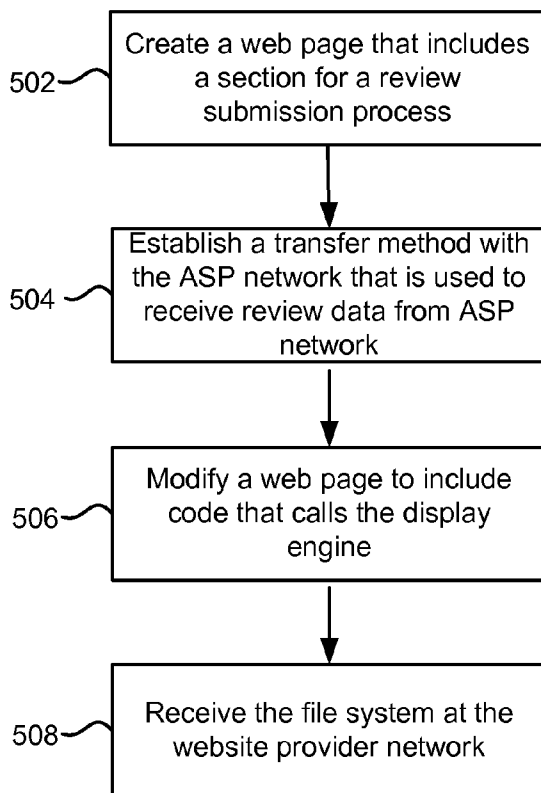 Create a web page that includes
a section for a review
submission process
502
Establish a transfer method with
the ASP network that is used to
receive review data from ASP
network
504
Modify a web page to include
code that calls the display
engine
506
Receive the file system at the
website provider network
508